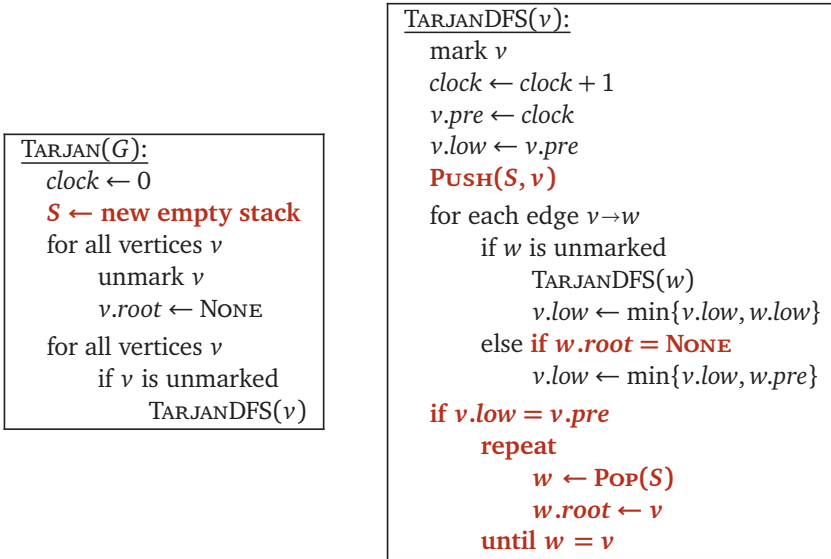 TARJAN(G):
clock ← 0
S ← new empty stack
for all vertices v
unmark v
v.root ← NONE
for all vertices v
if v is unmarked
TARJANDFS(v)
TARJANDFS(v):
mark v
clock ← clock + 1
v.pre ← clock
v.low ← v.pre
PUSH(S, v)
for each edge v→w
if w is unmarked
TARJANDFS(w)
v.low ← min{v.low, w.low}
else if w.root = NONE
v.low ← min{v.low, w.pre}
if v.low = v.pre
repeat
w ← POP(S)
w.root ← v
until w = v